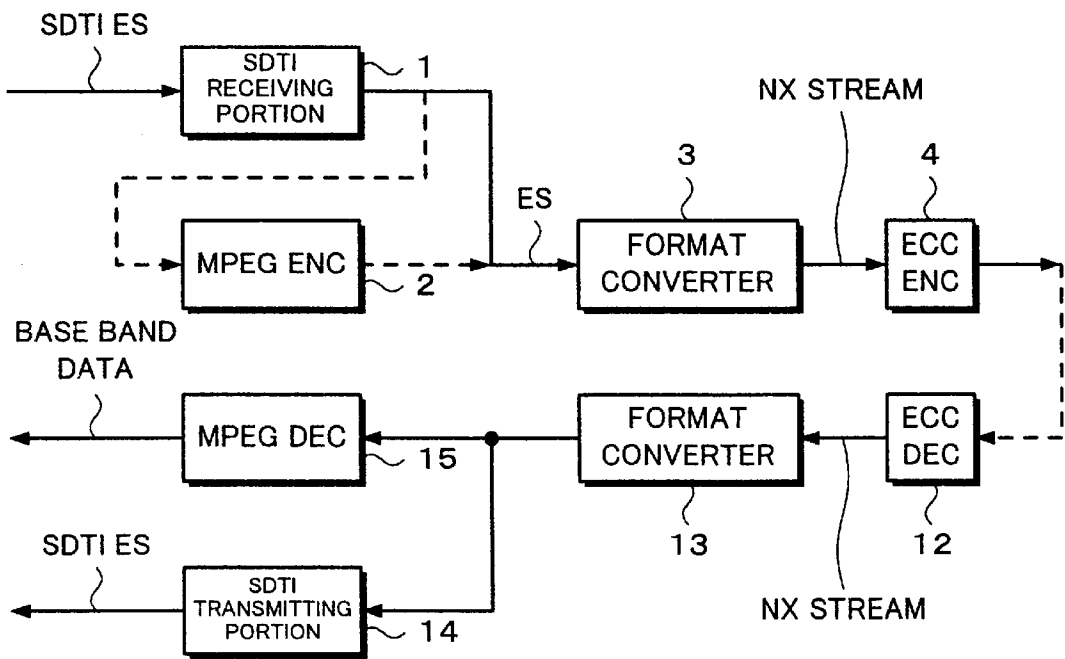 SDTI ES
SDTI
RECEIVING
PORTION
1
NX STREAM
3
4
ES
MPEG ENC
2
FORMAT
CONVERTER
ECC
ENC
BASE BAND
DATA
MPEG DEC
15
FORMAT
CONVERTER
13
ECC
DEC
12
SDTI ES
SDTI
TRANSMITTING
PORTION
14
NX STREAM